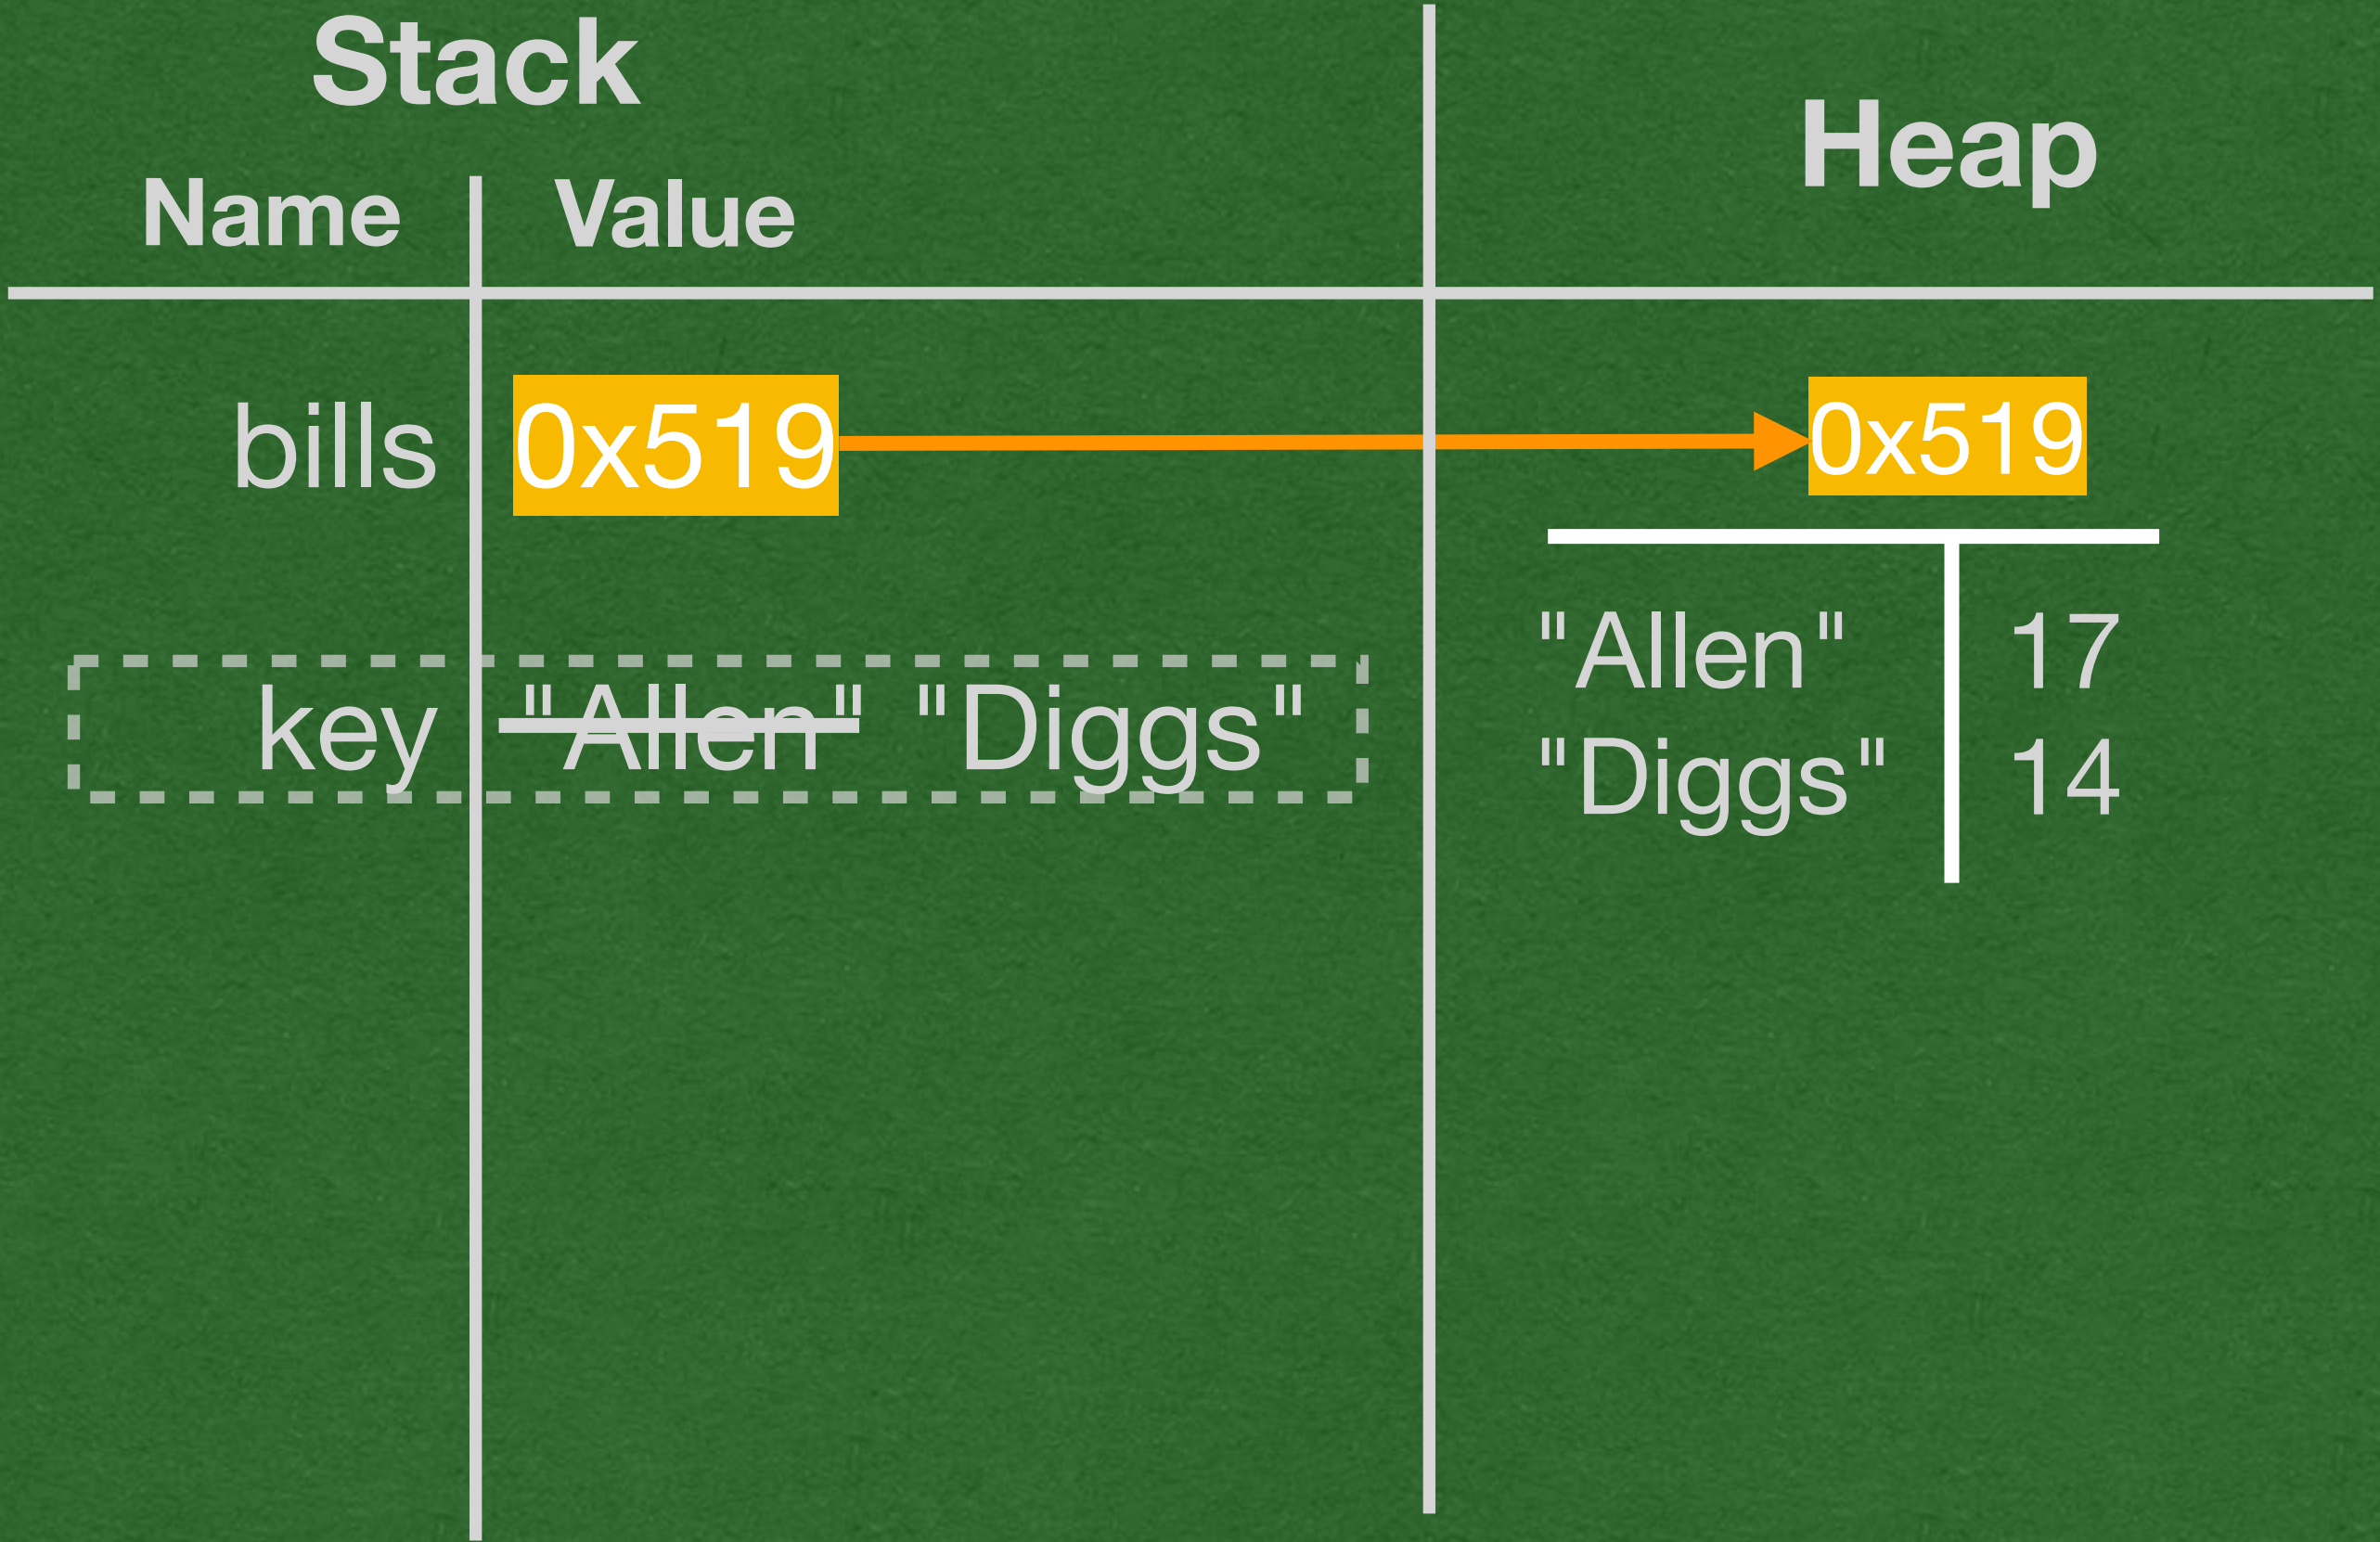 Stack
Heap
Name Value
bills 0x519 0x519
"Allen" 17
key "Allen" "Diggs"
"Diggs" 14